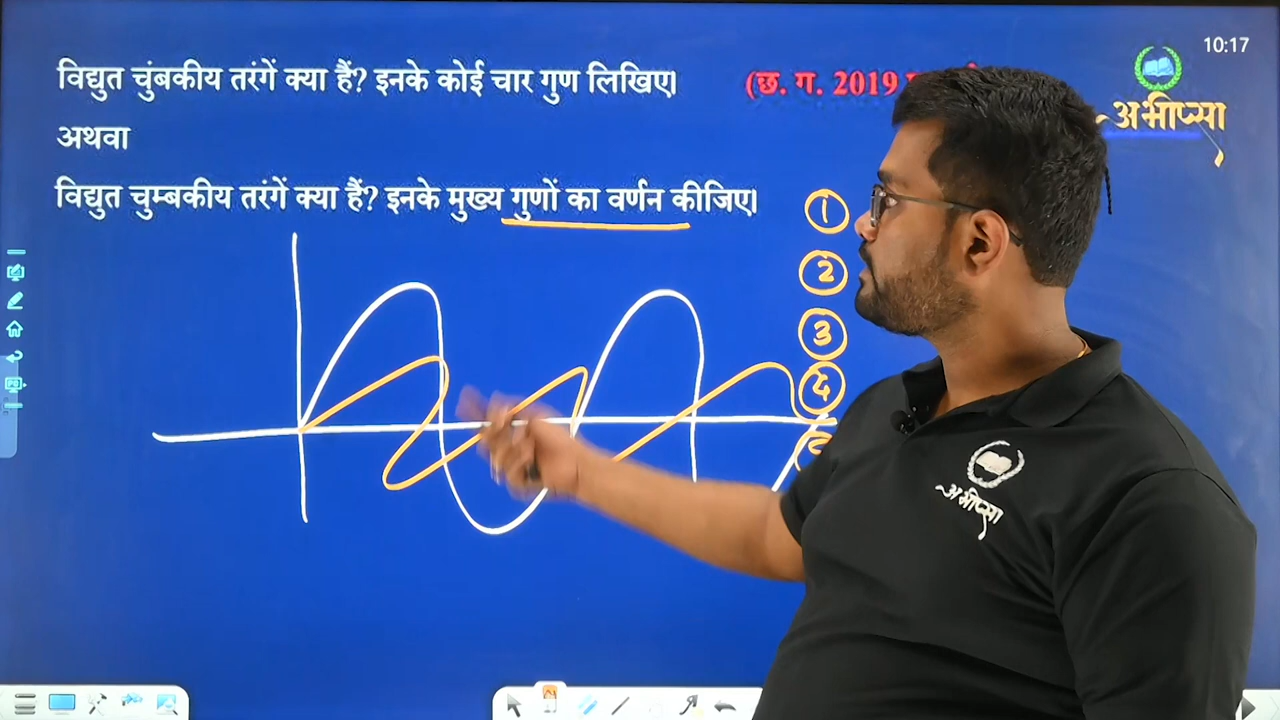 10:17
विद्युत चुंबकीय तरंगें क्या हैं? इनके कोई चार गुण लिखिए। (छ. ग. 2019
अभीप्सा
अथवा
विद्युत चुम्बकीय तरंगें क्या हैं? इनके मुख्य गुणों का वर्णन कीजिए।
1
2
3
4
अभीप्सा